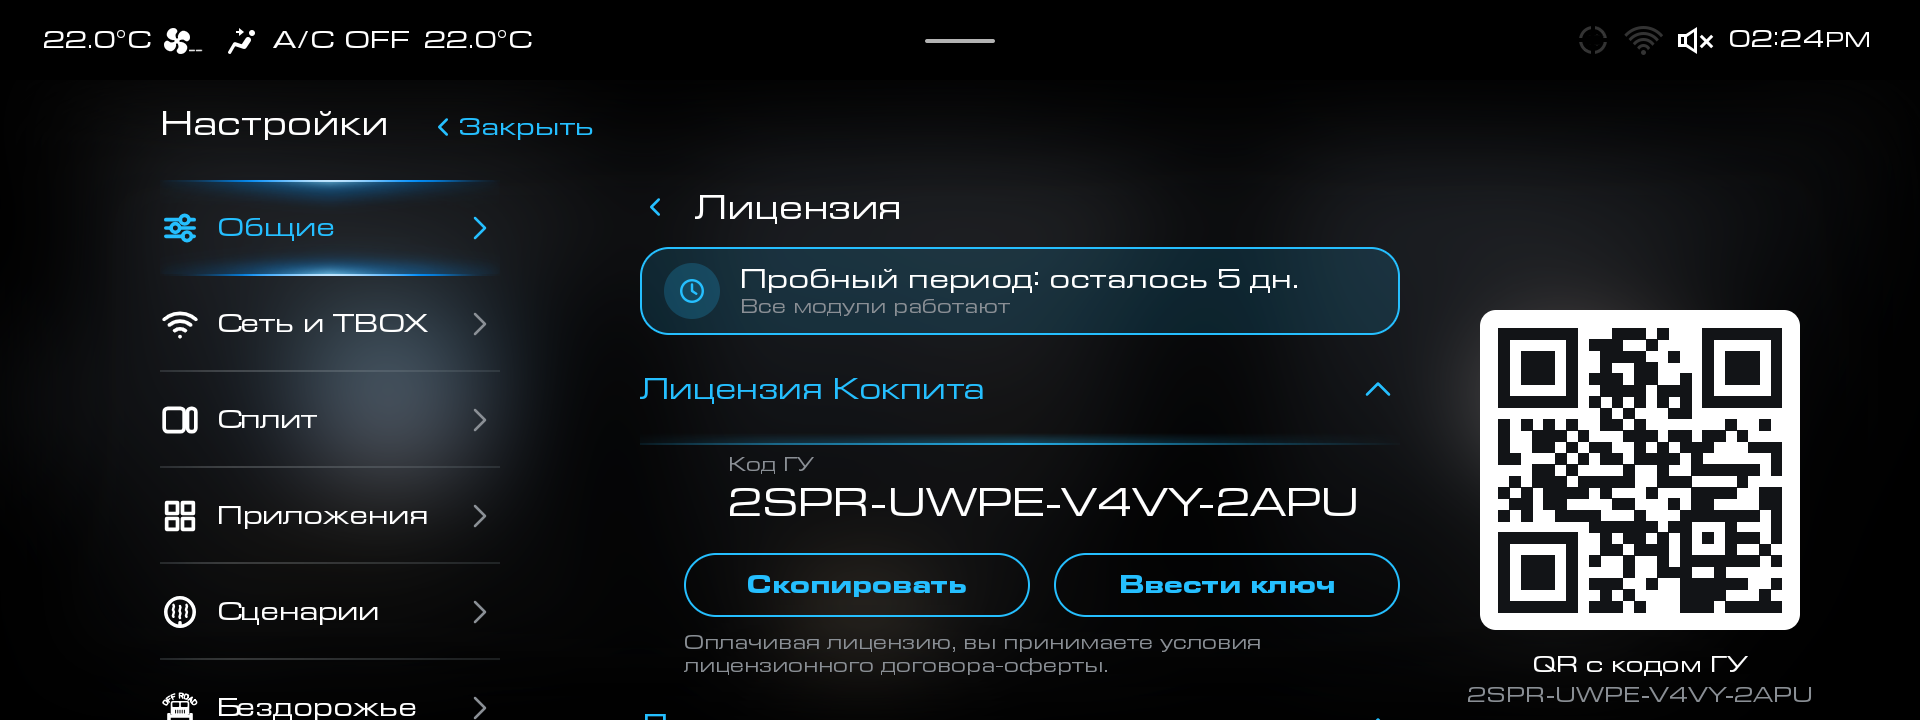 22.0°C -- A/C OFF 22.0°C 02:24PM
Настройки Закрыть
Общие
Сеть и TBOX
Сплит
Приложения
Сценарии
OFF ROAD
Бездорожье
Лицензия
Пробный период: осталось 5 дн.
Все модули работают
Лицензия Кокпита
Код ГУ
2SPR-UWPE-V4VY-2APU
Скопировать Ввести ключ
Оплачивая лицензию, вы принимаете условия
лицензионного договора-оферты.
QR с кодом ГУ
2SPR-UWPE-V4VY-2APU